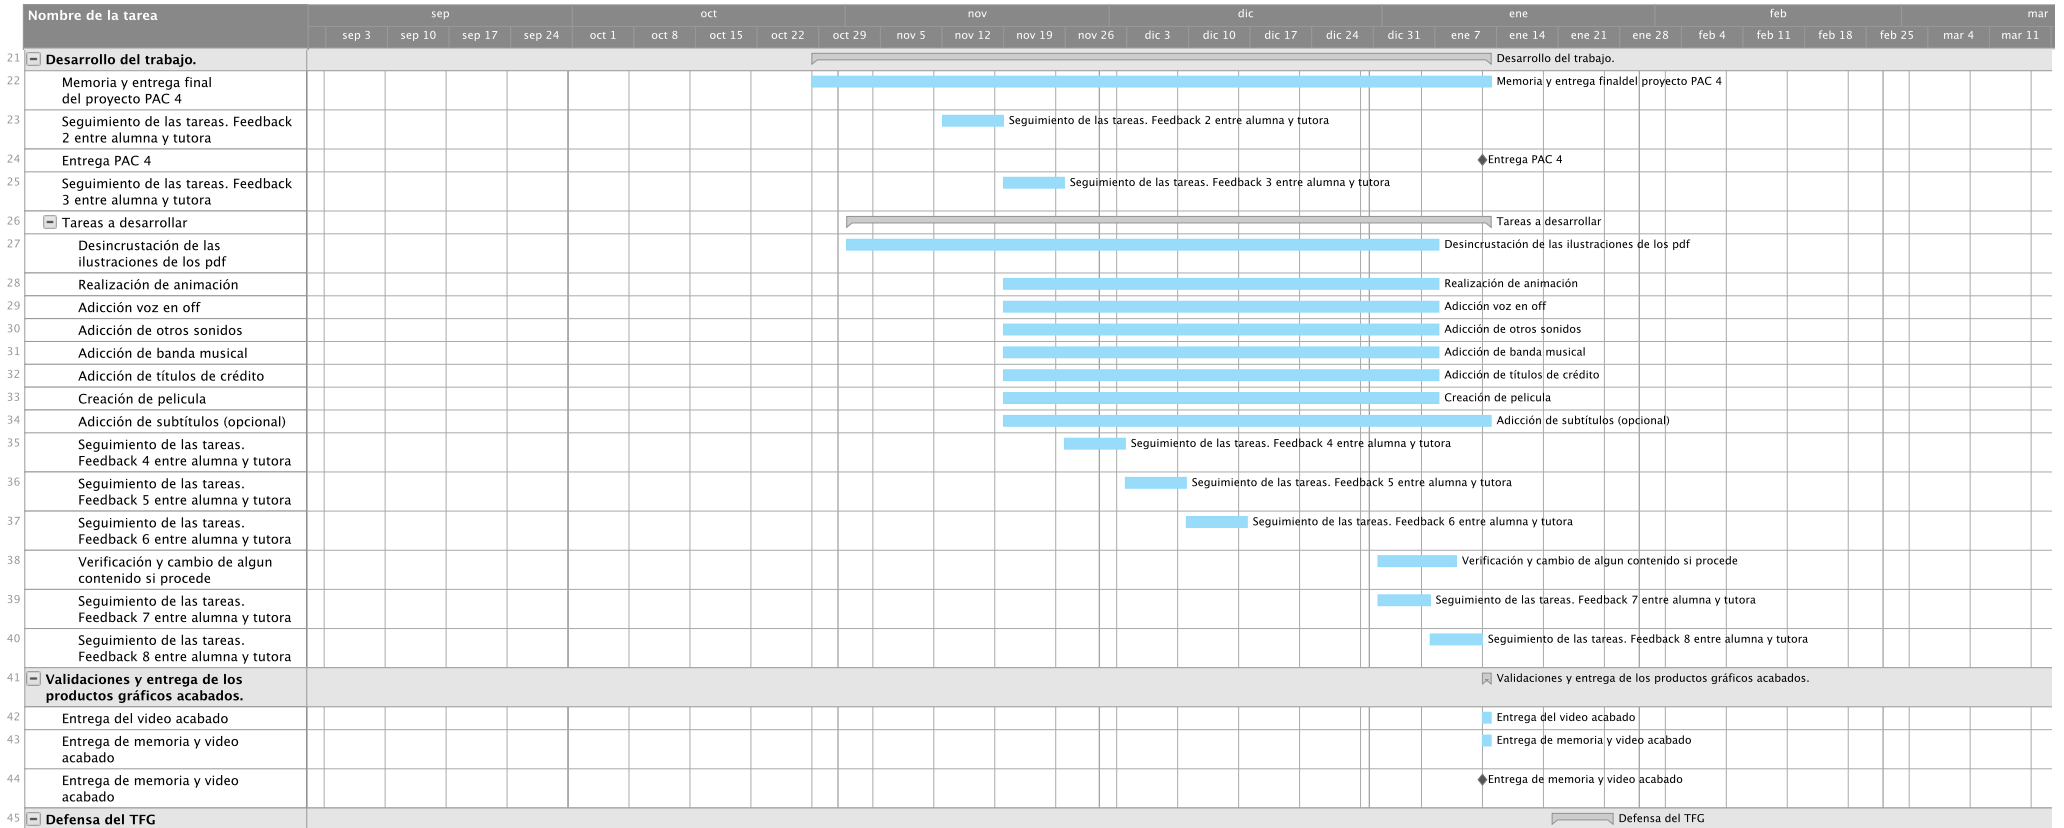 Nombre de la tarea
sep oct nov dic ene feb mar
sep 3 sep 10 sep 17 sep 24 oct 1 oct 8 oct 15 oct 22 oct 29 nov 5 nov 12 nov 19 nov 26 dic 3 dic 10 dic 17 dic 24 dic 31 ene 7 ene 14 ene 21 ene 28 feb 4 feb 11 feb 18 feb 25 mar 4 mar 11
21 Desarrollo del trabajo. Desarrollo del trabajo.
22 Memoria y entrega final Memoria y entrega finaldel proyecto PAC 4
del proyecto PAC 4
23 Seguimiento de las tareas. Feedback Seguimiento de las tareas. Feedback 2 entre alumna y tutora
2 entre alumna y tutora
24 Entrega PAC 4 Entrega PAC 4
25 Seguimiento de las tareas. Feedback Seguimiento de las tareas. Feedback 3 entre alumna y tutora
3 entre alumna y tutora
26 Tareas a desarrollar Tareas a desarrollar
27 Desincrustación de las Desincrustación de las ilustraciones de los pdf
ilustraciones de los pdf
28 Realización de animación Realización de animación
29 Adicción voz en off Adicción voz en off
30 Adicción de otros sonidos Adicción de otros sonidos
31 Adicción de banda musical Adicción de banda musical
32 Adicción de títulos de crédito Adicción de títulos de crédito
33 Creación de pelicula Creación de pelicula
34 Adicción de subtítulos (opcional) Adicción de subtítulos (opcional)
35 Seguimiento de las tareas. Seguimiento de las tareas. Feedback 4 entre alumna y tutora
Feedback 4 entre alumna y tutora
36 Seguimiento de las tareas. Seguimiento de las tareas. Feedback 5 entre alumna y tutora
Feedback 5 entre alumna y tutora
37 Seguimiento de las tareas. Seguimiento de las tareas. Feedback 6 entre alumna y tutora
Feedback 6 entre alumna y tutora
38 Verificación y cambio de algun Verificación y cambio de algun contenido si procede
contenido si procede
39 Seguimiento de las tareas. Seguimiento de las tareas. Feedback 7 entre alumna y tutora
Feedback 7 entre alumna y tutora
40 Seguimiento de las tareas. Seguimiento de las tareas. Feedback 8 entre alumna y tutora
Feedback 8 entre alumna y tutora
41 Validaciones y entrega de los Validaciones y entrega de los productos gráficos acabados.
productos gráficos acabados.
42 Entrega del video acabado Entrega del video acabado
43 Entrega de memoria y video Entrega de memoria y video acabado
acabado
44 Entrega de memoria y video Entrega de memoria y video acabado
acabado
45 Defensa del TFG Defensa del TFG